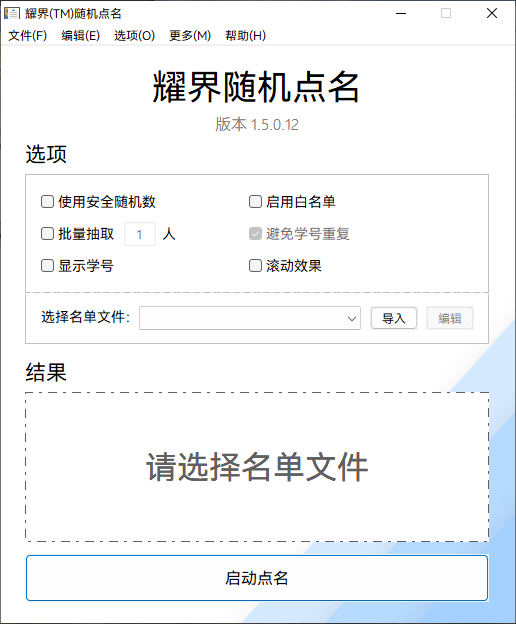 耀界(TM)随机点名
文件(F) 编辑(E) 选项(O) 更多(M) 帮助(H)
耀界随机点名
版本 1.5.0.12
选项
使用安全随机数 启用白名单
批量抽取 1 人 避免学号重复
显示学号 滚动效果
选择名单文件: 导入 编辑
结果
请选择名单文件
启动点名